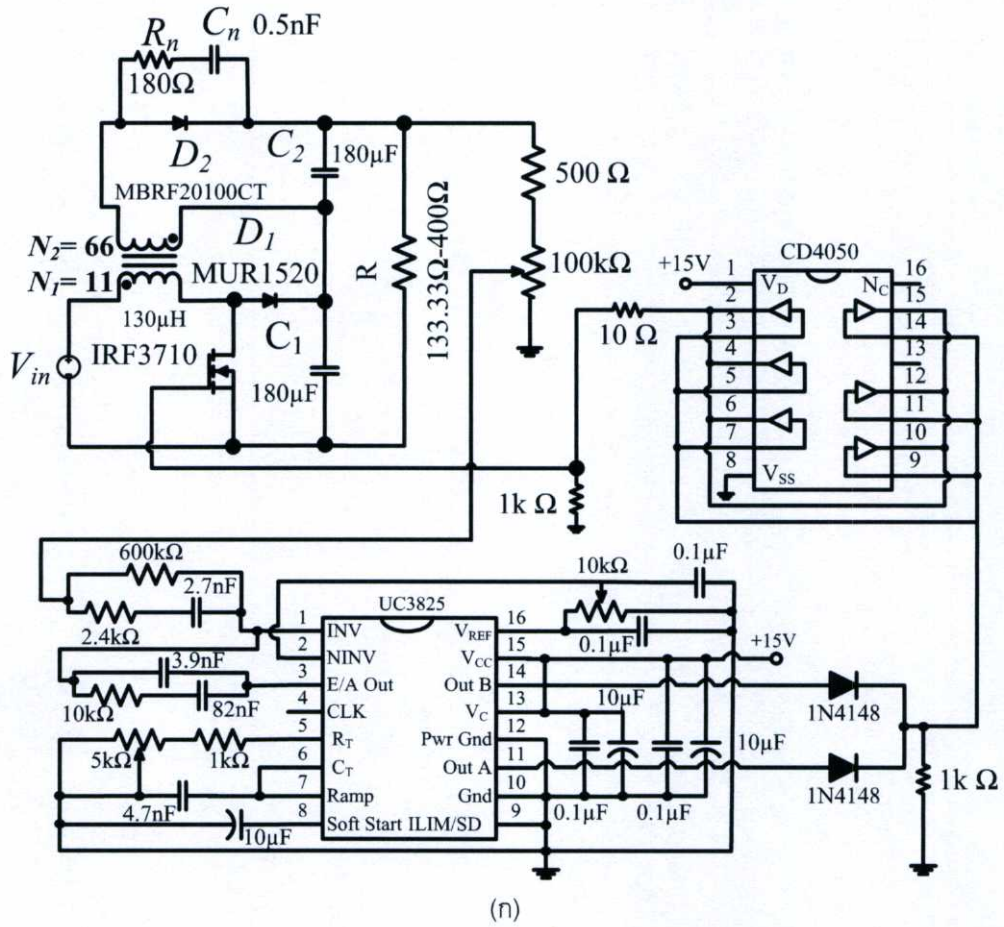 Rn
Cn 0.5nF
180Ω
D2
MBRF20100CT
C2
180µF
500 Ω
N2= 66
N1= 11
D1
MUR1520
R
133.33Ω-400Ω
100kΩ
130µH
IRF3710
C1
180µF
Vin
10 Ω
1k Ω
+15V
CD4050
1
2
3
4
5
6
7
8
VD
VSS
NC
16
15
14
13
12
11
10
9
600kΩ
2.7nF
2.4kΩ
3.9nF
10kΩ
82nF
5kΩ
1kΩ
4.7nF
10µF
UC3825
1 INV
2 NINV
3 E/A Out
4 CLK
5 RT
6 CT
7 Ramp
8 Soft Start ILIM/SD
VREF 16
VCC 15
Out B 14
VC 13
Pwr Gnd 12
Out A 11
Gnd 10
9
10kΩ
0.1µF
0.1µF
+15V
10µF
10µF
0.1µF
0.1µF
1N4148
1N4148
1k Ω
(ก)